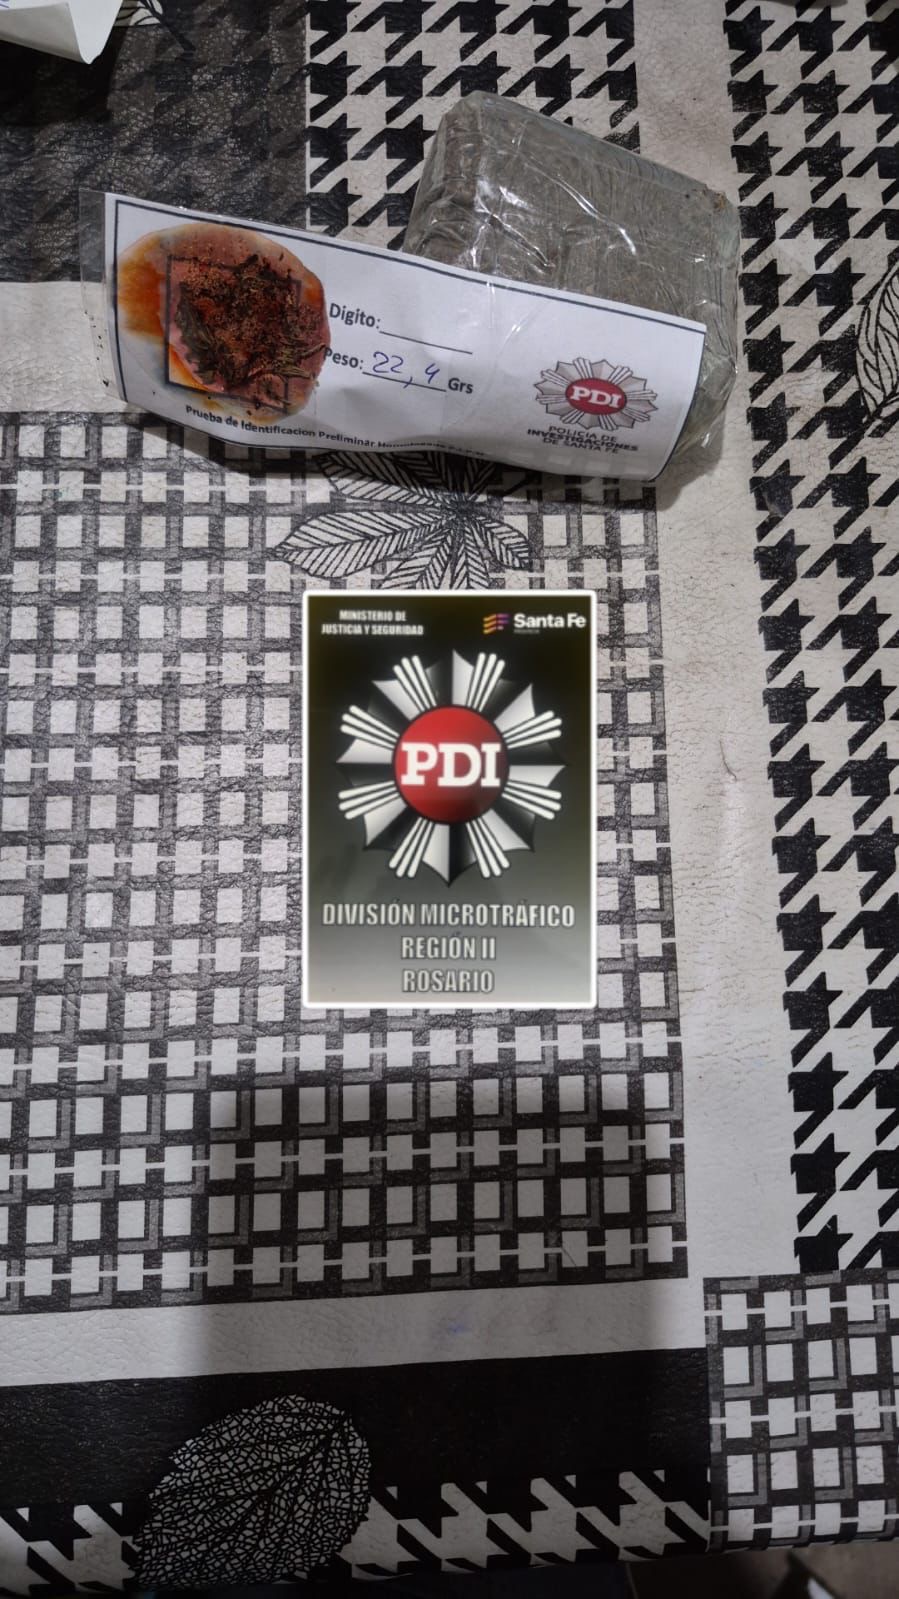 Digito:
Peso: 22,4 Grs
Prueba de Identificacion Preliminar
PDI
POLICIA DE
INVESTIGACIONES
DE SANTA FE
MINISTERIO DE
JUSTICIA Y SEGURIDAD
Santa Fe
PDI
DIVISIÓN MICROTRÁFICO
REGIÓN II
ROSARIO